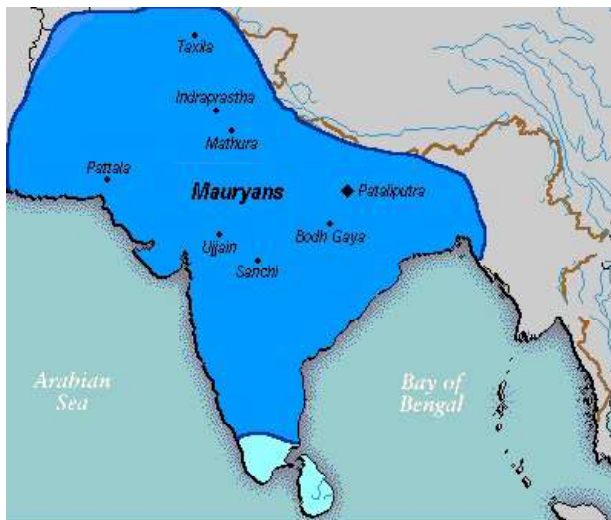 Taxila
Indraprastha
Mathura
Pattala
Mauryans
Pataliputra
Bodh Gaya
Ujjain
Sanchi
Arabian
Sea
Bay of
Bengal